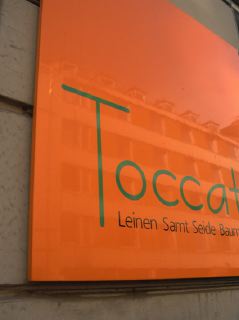 Toccat
Leinen Samt Seide Baum